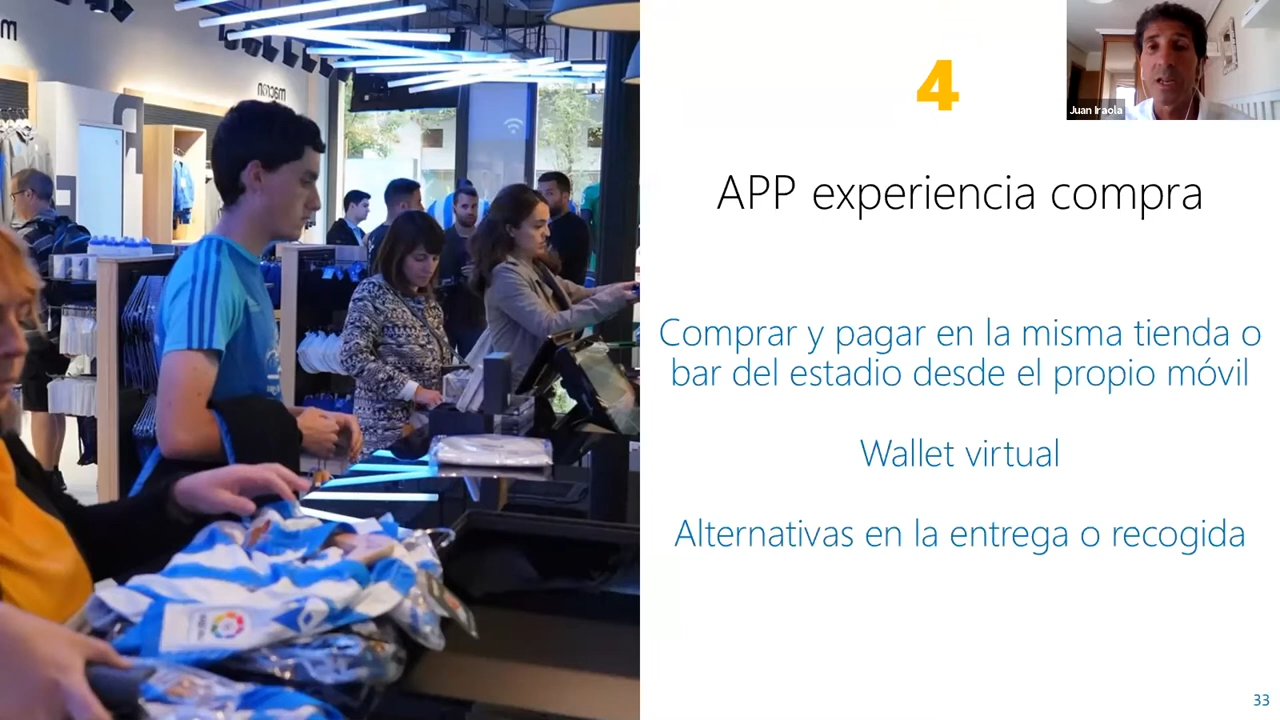 4
Juan Iraola
APP experiencia compra
Comprar y pagar en la misma tienda o
bar del estadio desde el propio móvil
Wallet virtual
Alternativas en la entrega o recogida
33
macron